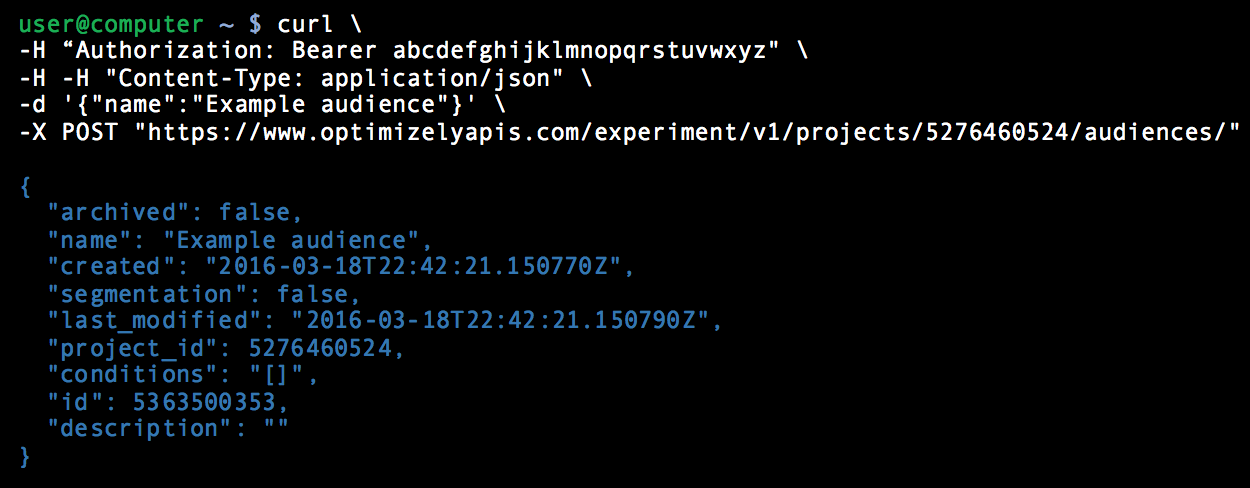 user@computer ~ $ curl \
-H “Authorization: Bearer abcdefghijklmnopqrstuvwxyz" \
-H -H "Content-Type: application/json" \
-d '{"name":"Example audience"}' \
-X POST "https://www.optimizelyapis.com/experiment/v1/projects/5276460524/audiences/"
{
  "archived": false,
  "name": "Example audience",
  "created": "2016-03-18T22:42:21.150770Z",
  "segmentation": false,
  "last_modified": "2016-03-18T22:42:21.150790Z",
  "project_id": 5276460524,
  "conditions": "[]",
  "id": 5363500353,
  "description": ""
}